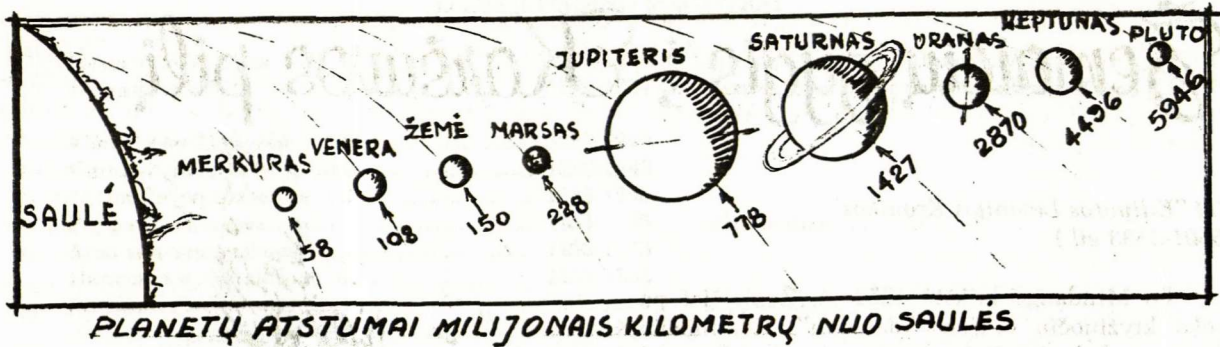 SAULĖ
MERKURAS
VENERA
ŽEMĖ
MARSAS
JUPITERIS
SATURNAS
URANAS
NEPTUNAS
PLUTO
58
108
150
228
778
1427
2870
4496
5946
PLANETŲ ATSTUMAI MILIJONAIS KILOMETRŲ NUO SAULĖS